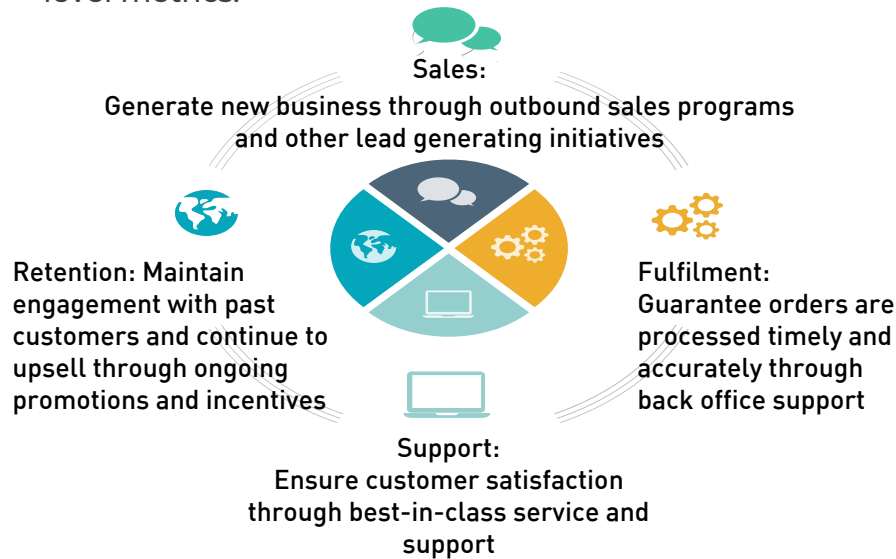 level metrics.
Sales:
Generate new business through outbound sales programs
and other lead generating initiatives
Retention: Maintain
engagement with past
customers and continue to
upsell through ongoing
promotions and incentives
Fulfilment:
Guarantee orders are
processed timely and
accurately through
back office support
Support:
Ensure customer satisfaction
through best-in-class service and
support